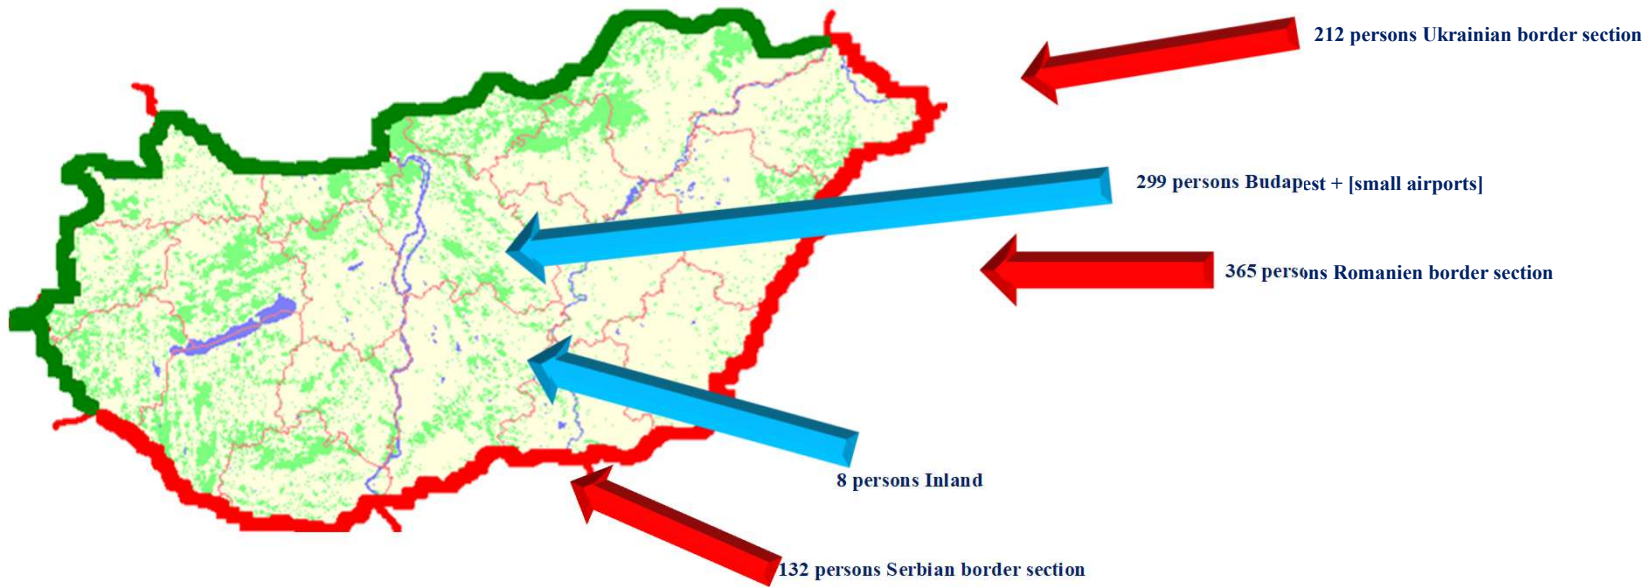 212 persons Ukrainian border section
299 persons Budapest + [small airports]
365 persons Romanien border section
8 persons Inland
132 persons Serbian border section